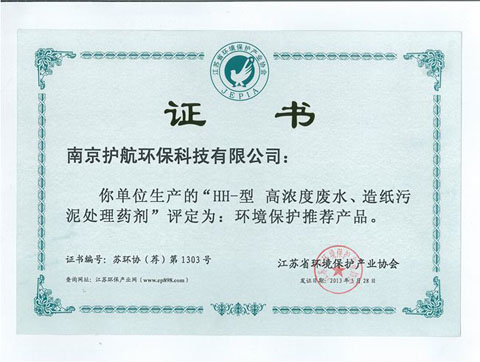 江苏省环境保护产业协会
JEPIA
证书
南京护航环保科技有限公司：
你单位生产的“HH-型 高浓度废水、造纸污
泥处理药剂”评定为：环境保护推荐产品。
证书编号：苏环协（荐）第1303号
江苏省环境保护产业协会
查询网址：江苏环保产业网（www.ep898.com）
发证日期：2013年3月28日